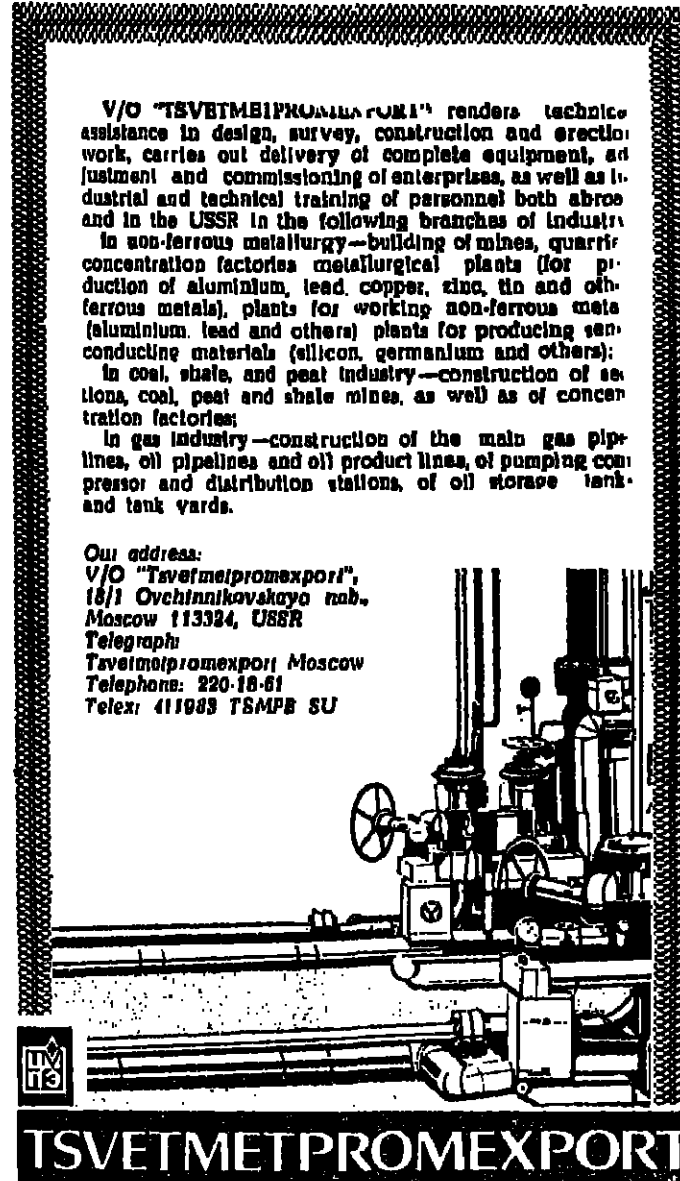 V/O "TSVETMETPROMEXPORT" renders technica
assistance in design, survey, construction and erection
work, carries out delivery of complete equipment, ad
justment and commissioning of enterprises, as well as in
dustrial and technical training of personnel both abroa
and in the USSR in the following branches of industry
In non-ferrous metallurgy—building of mines, quarrie
concentration factories metallurgical plants (for pr
duction of aluminium, lead, copper, zinc, tin and oth
ferrous metals), plants for working non-ferrous meta
(aluminium, lead and others) plants for producing sem
conducting materials (silicon, germanium and others);
In coal, shale, and peat industry—construction of se
tions, coal, peat and shale mines, as well as of concen
tration factories;
In gas industry—construction of the main gas pipe
lines, oil pipelines and oil product lines, of pumping com
pressor and distribution stations, of oil storage tank
and tank yards.
Our address:
V/O "Tsvetmetpromexport",
18/1 Ovchinnikovskaya nab.,
Moscow 113324, USSR
Telegraph:
Tsvetmetpromexport Moscow
Telephone: 220-18-61
Telex: 411983 TSMPE SU
TSVETMETPROMEXPORT